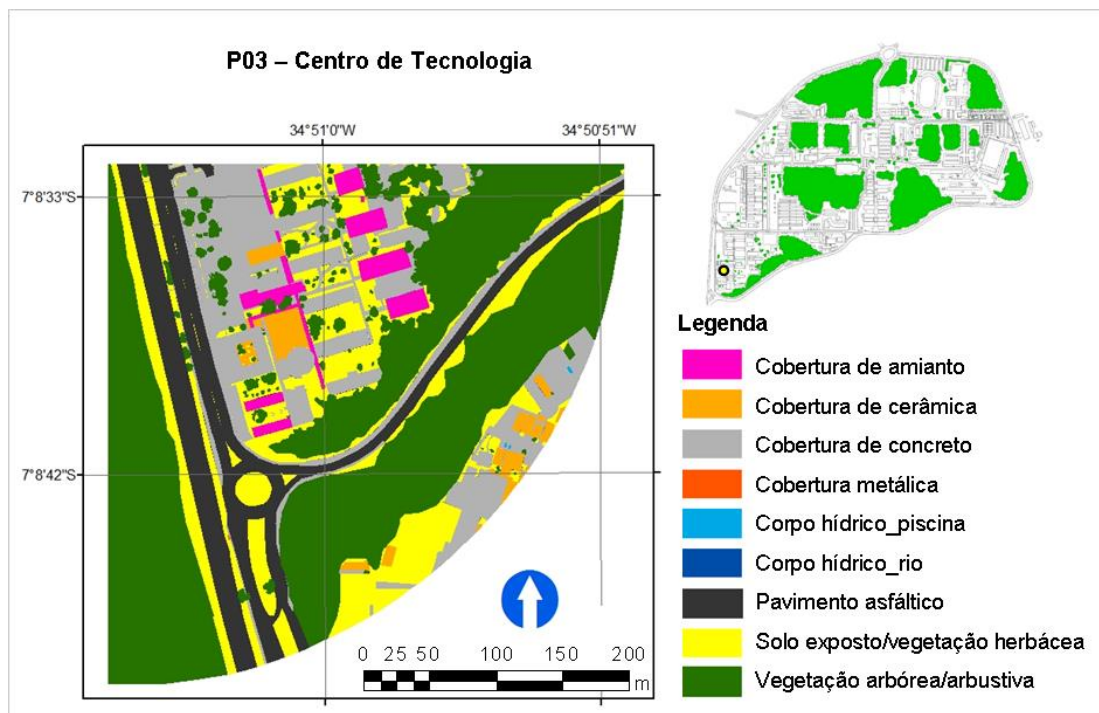 P03 – Centro de Tecnologia
34°51'0"W
34°50'51"W
7°8'33"S
7°8'42"S
0 25 50 100 150 200
m
Legenda
Cobertura de amianto
Cobertura de cerâmica
Cobertura de concreto
Cobertura metálica
Corpo hídrico_piscina
Corpo hídrico_rio
Pavimento asfáltico
Solo exposto/vegetação herbácea
Vegetação arbórea/arbustiva